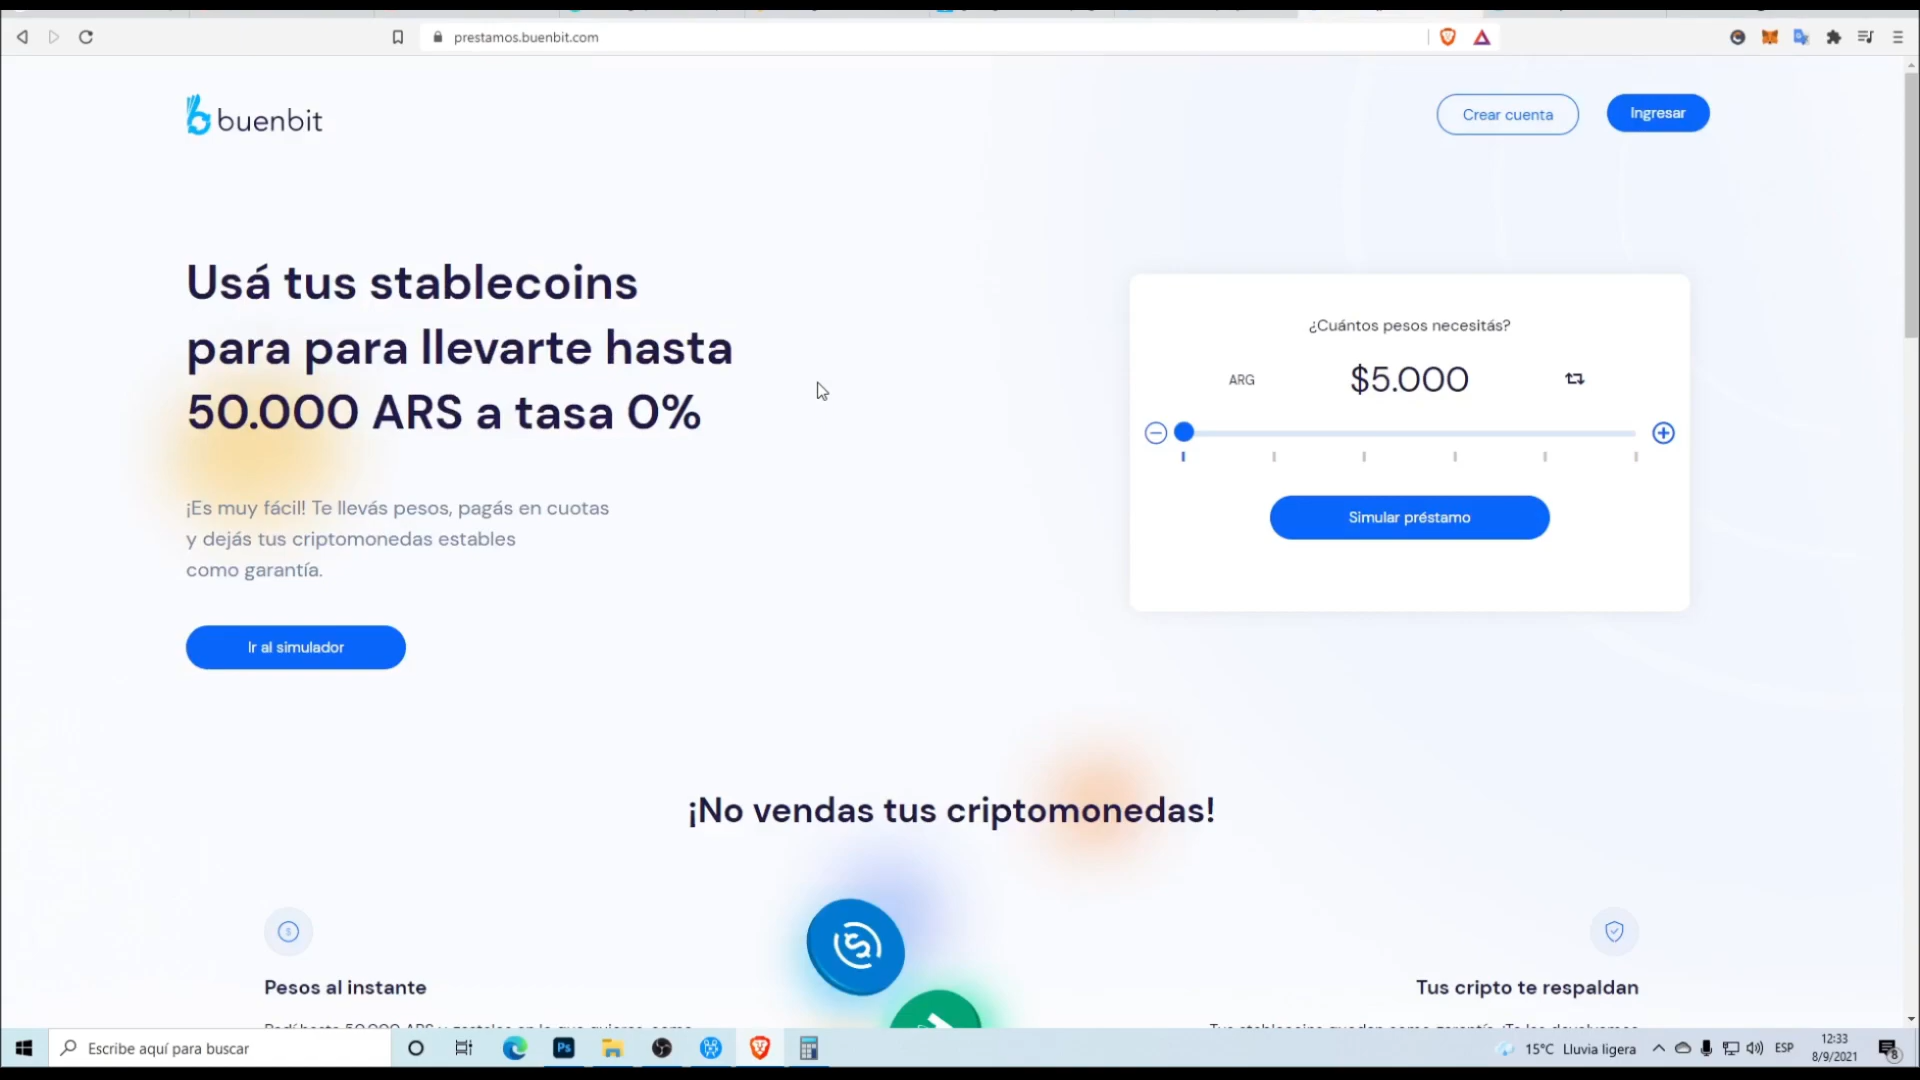 prestamos.buenbit.com
buenbit
Crear cuenta
Ingresar
Usá tus stablecoins
para para llevarte hasta
50.000 ARS a tasa 0%
¡Es muy fácil! Te llevás pesos, pagás en cuotas
y dejás tus criptomonedas estables
como garantía.
Ir al simulador
¿Cuántos pesos necesitás?
ARG
$5.000
Simular préstamo
¡No vendas tus criptomonedas!
Pesos al instante
Tus cripto te respaldan
Escribe aquí para buscar
Ps
15°C Lluvia ligera
ESP
12:33
8/9/2021
8